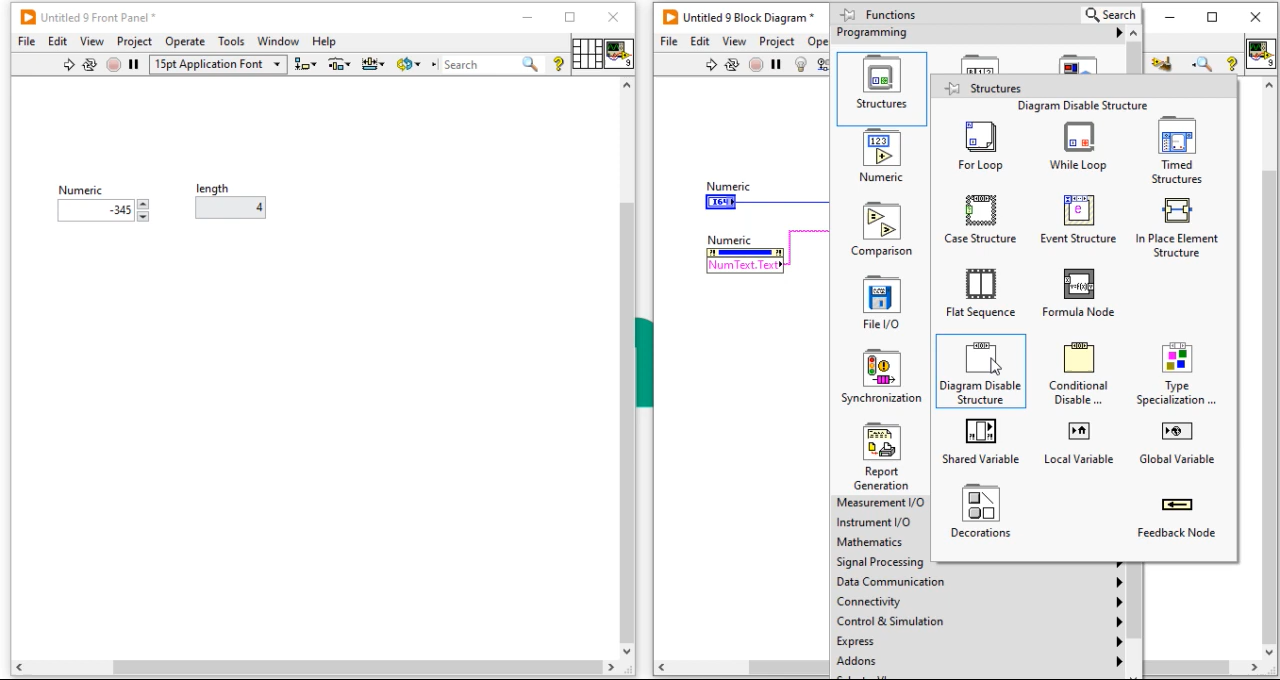 Untitled 9 Front Panel *
File Edit View Project Operate Tools Window Help
15pt Application Font
Search
9
Numeric
-345
length
4
Untitled 9 Block Diagram *
File Edit View Project Ope
9
Numeric
I64
Numeric
NumText.Text
Functions
Search
Programming
Structures
Numeric
123
Comparison
File I/O
Synchronization
Report
Generation
Measurement I/O
Instrument I/O
Mathematics
Signal Processing
Data Communication
Connectivity
Control & Simulation
Express
Addons
Structures
Diagram Disable Structure
For Loop
While Loop
Timed
Structures
Case Structure
Event Structure
In Place Element
Structure
Flat Sequence
Formula Node
Diagram Disable
Structure
Conditional
Disable ...
Type
Specialization ...
Shared Variable
Local Variable
Global Variable
Decorations
Feedback Node